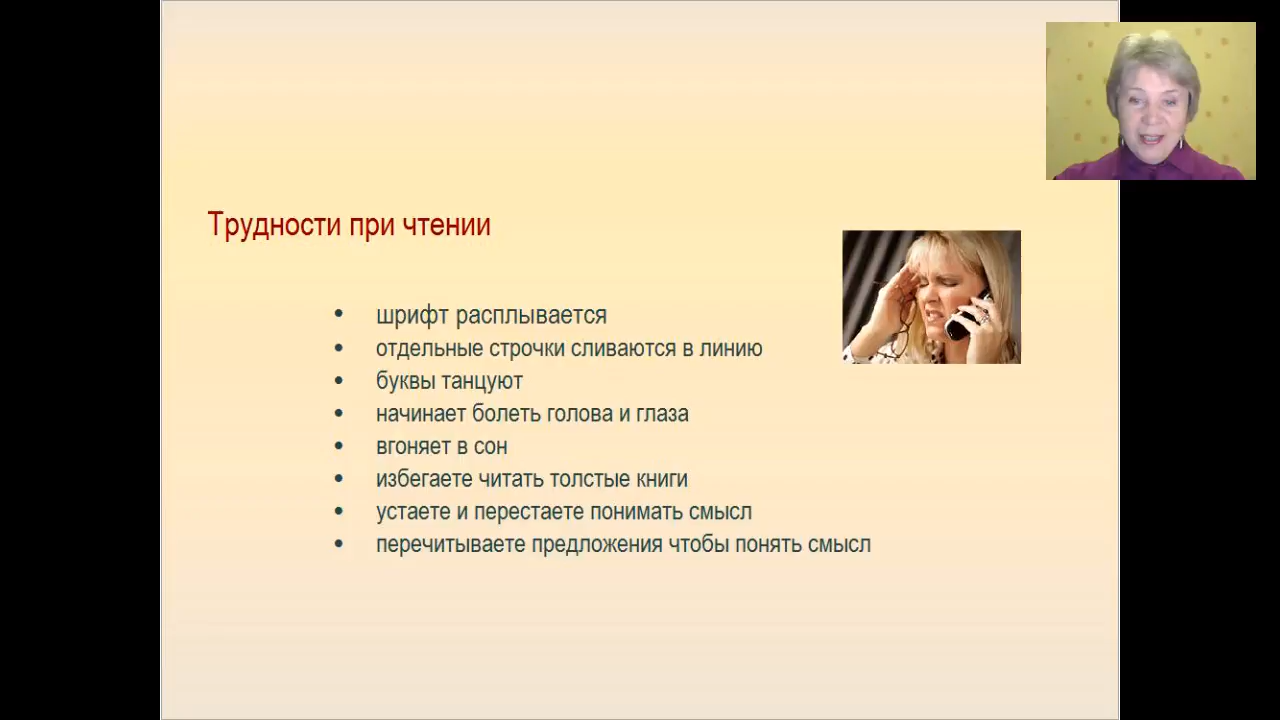 Трудности при чтении
• шрифт расплывается
• отдельные строчки сливаются в линию
• буквы танцуют
• начинает болеть голова и глаза
• вгоняет в сон
• избегаете читать толстые книги
• устаете и перестаете понимать смысл
• перечитываете предложения чтобы понять смысл